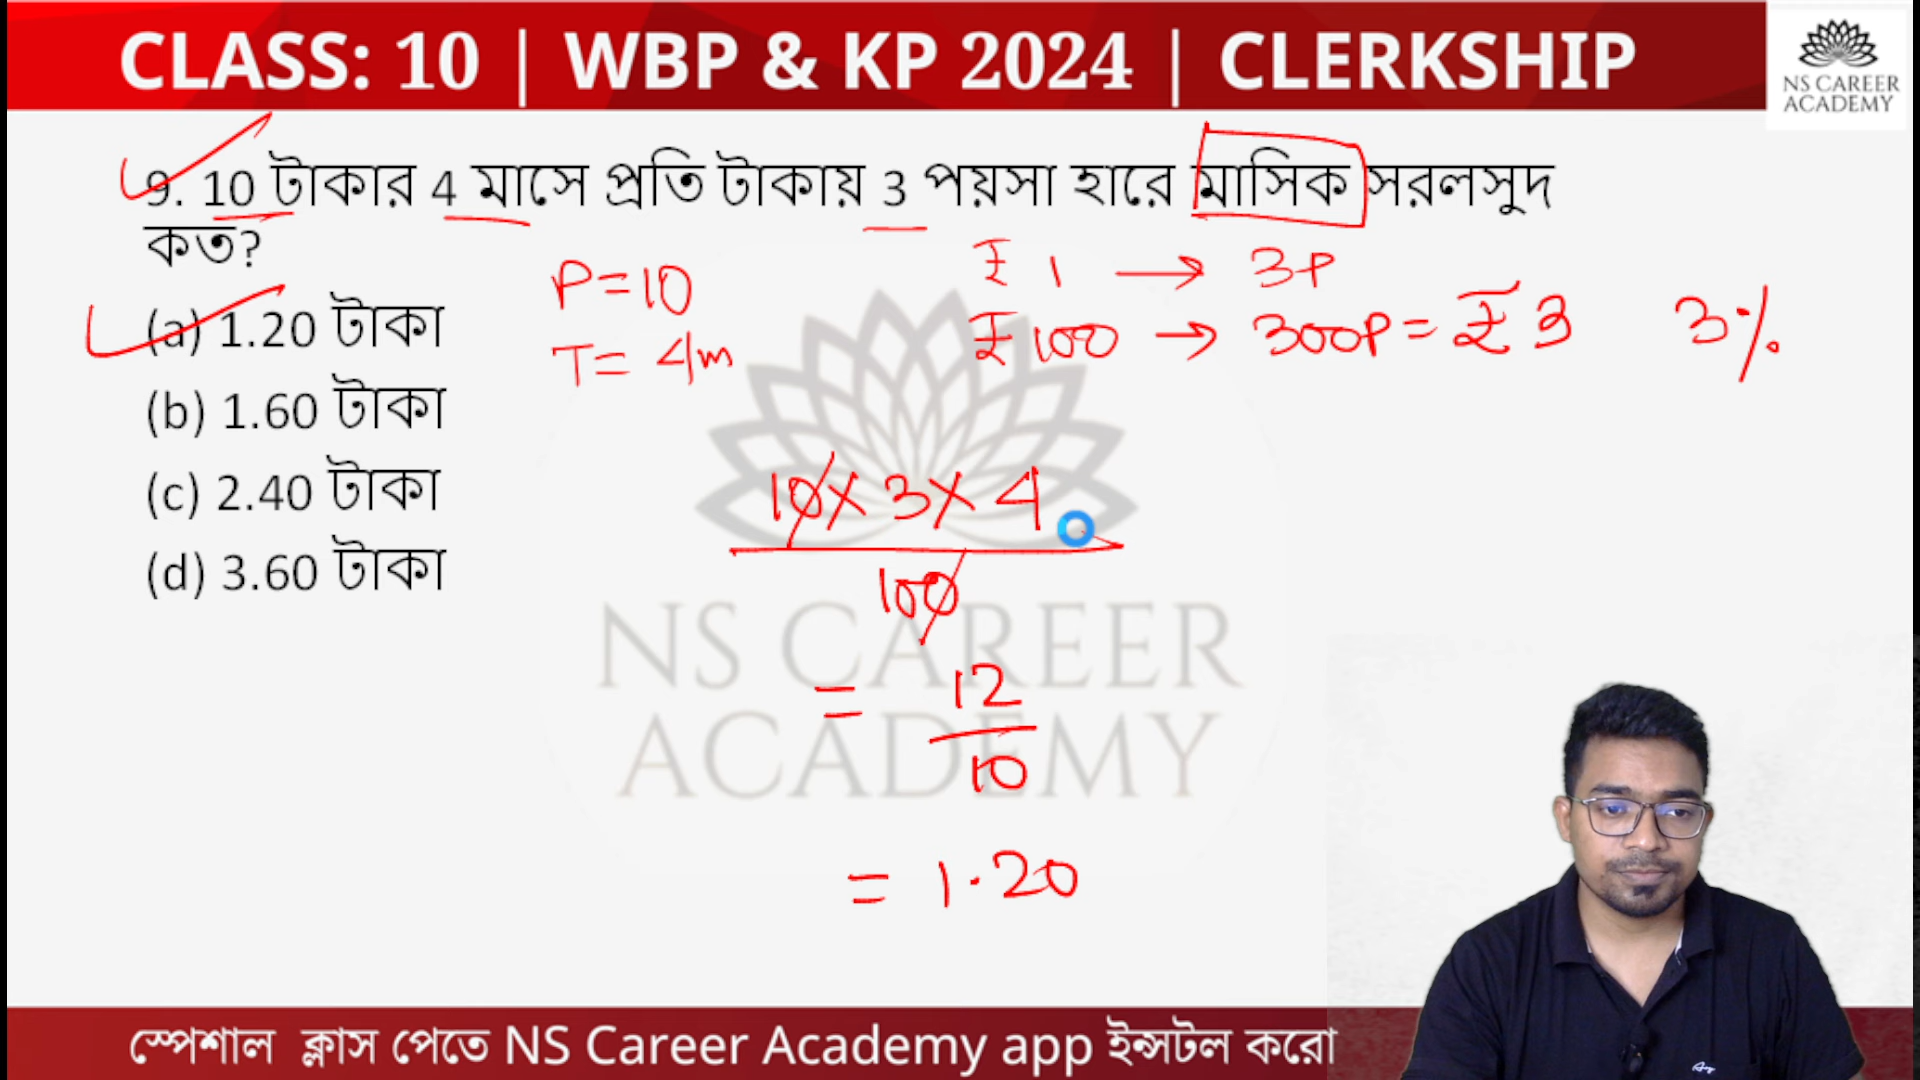 CLASS: 10 | WBP & KP 2024 | CLERKSHIP
NS CAREER
ACADEMY
9. 10 টাকার 4 মাসে প্রতি টাকায় 3 পয়সা হারে মাসিক সরলসুদ
কত?
(a) 1.20 টাকা
(b) 1.60 টাকা
(c) 2.40 টাকা
(d) 3.60 টাকা
P=10
T= 4m
₹ 1 → 3P
₹ 100 → 300P = ₹ 3 3%
10 x 3 x 4
100
= 12
10
= 1.20
NS CAREER
ACADEMY
স্পেশাল ক্লাস পেতে NS Career Academy app ইন্সটল করো